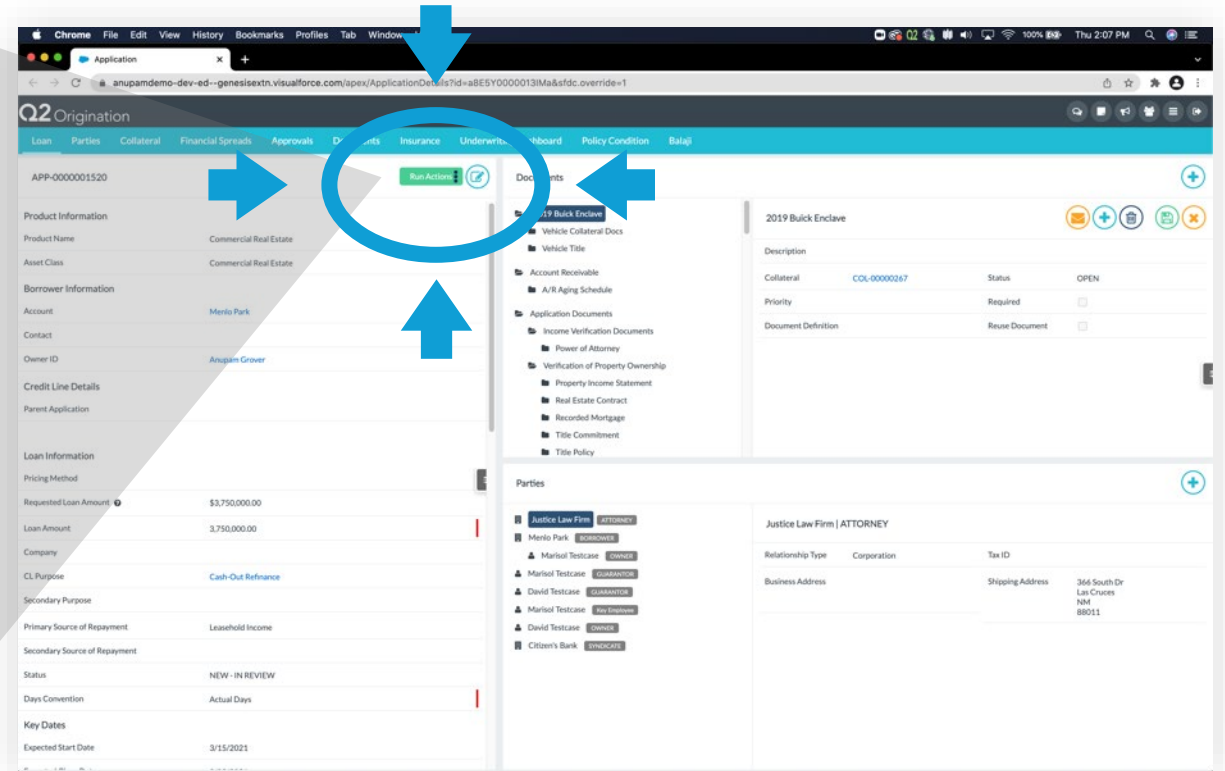 Chrome File Edit View History Bookmarks Profiles Tab Window
100% Thu 2:07 PM
Application
anupamdemo-dev-ed--genesisextn.visualforce.com/apex/ApplicationDetails?id=a8E5Y0000013IMa&sfdc.override=1
Q2 Origination
Loan Parties Collateral Financial Spreads Approvals Documents Insurance Dashboard Policy Condition Balaji
APP-0000001520
Run Actions
Product Information
Product Name Commercial Real Estate
Asset Class Commercial Real Estate
Borrower Information
Account Menlo Park
Contact
Owner ID Anupam Grover
Credit Line Details
Parent Application
Loan Information
Pricing Method
Requested Loan Amount $3,750,000.00
Loan Amount 3,750,000.00
Company
CL Purpose Cash-Out Refinance
Secondary Purpose
Primary Source of Repayment Leasehold Income
Secondary Source of Repayment
Status NEW - IN REVIEW
Days Convention Actual Days
Key Dates
Expected Start Date 3/15/2021
Documents
2019 Buick Enclave
Vehicle Collateral Docs
Vehicle Title
Account Receivable
A/R Aging Schedule
Application Documents
Income Verification Documents
Power of Attorney
Verification of Property Ownership
Property Income Statement
Real Estate Contract
Recorded Mortgage
Title Commitment
Title Policy
2019 Buick Enclave
Description
Collateral COL-00000267 Status OPEN
Priority Required
Document Definition Reuse Document
Parties
Justice Law Firm ATTORNEY
Menlo Park BORROWER
Marisol Testcase OWNER
Marisol Testcase GUARANTOR
David Testcase GUARANTOR
Marisol Testcase Key Employee
David Testcase OWNER
Citizen's Bank SYNDICATE
Justice Law Firm | ATTORNEY
Relationship Type Corporation Tax ID
Business Address Shipping Address 366 South Dr
Las Cruces
NM
88011